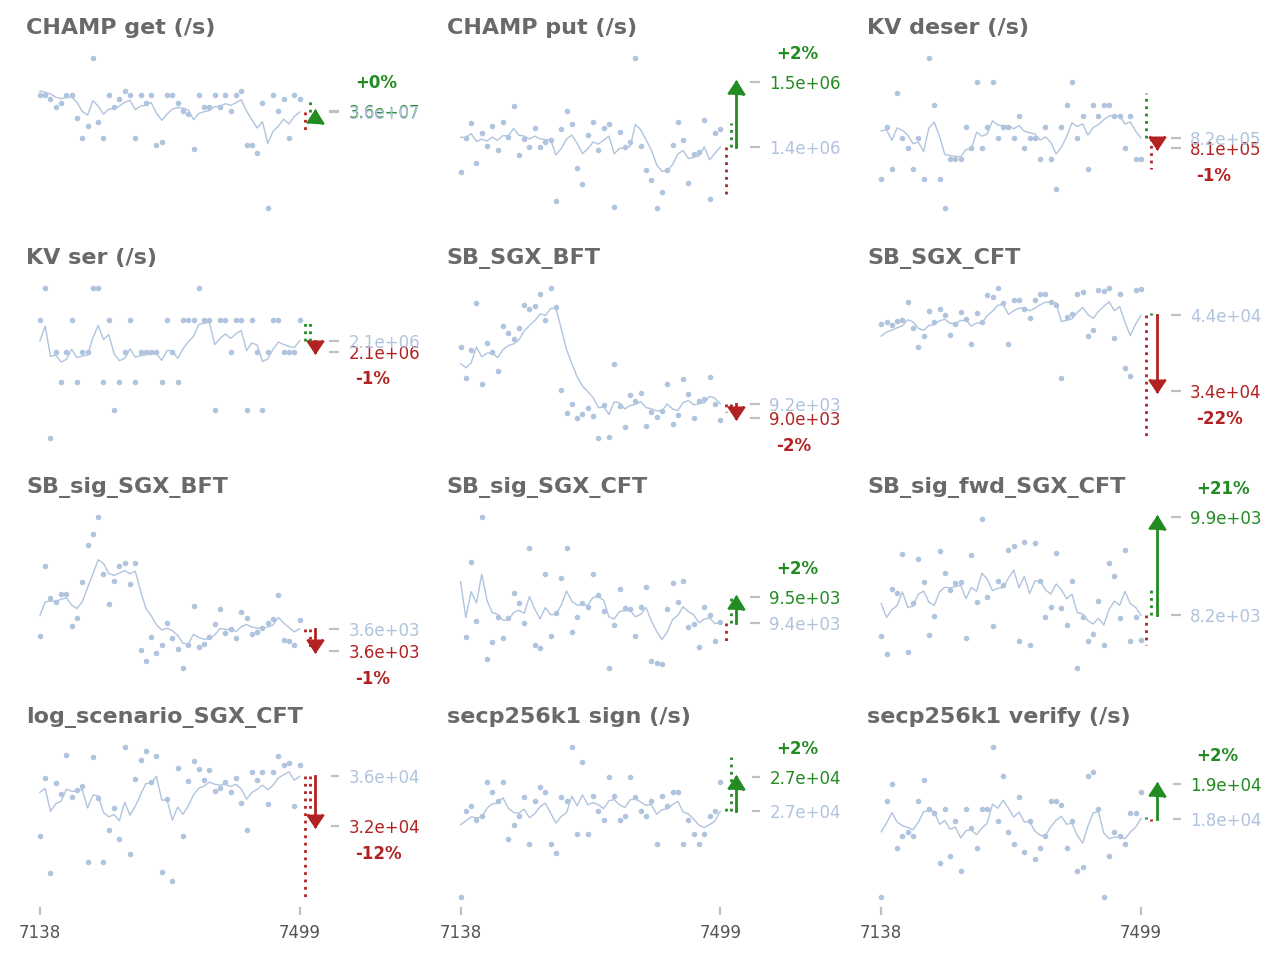 CHAMP get (/s)
+0%
3.6e+07
3.6e+07
CHAMP put (/s)
+2%
1.5e+06
1.4e+06
KV deser (/s)
8.2e+05
8.1e+05
-1%
KV ser (/s)
2.1e+06
2.1e+06
-1%
SB_SGX_BFT
9.2e+03
9.0e+03
-2%
SB_SGX_CFT
4.4e+04
3.4e+04
-22%
SB_sig_SGX_BFT
3.6e+03
3.6e+03
-1%
SB_sig_SGX_CFT
+2%
9.5e+03
9.4e+03
SB_sig_fwd_SGX_CFT
+21%
9.9e+03
8.2e+03
log_scenario_SGX_CFT
3.6e+04
3.2e+04
-12%
7138
7499
secp256k1 sign (/s)
+2%
2.7e+04
2.7e+04
7138
7499
secp256k1 verify (/s)
+2%
1.9e+04
1.8e+04
7138
7499